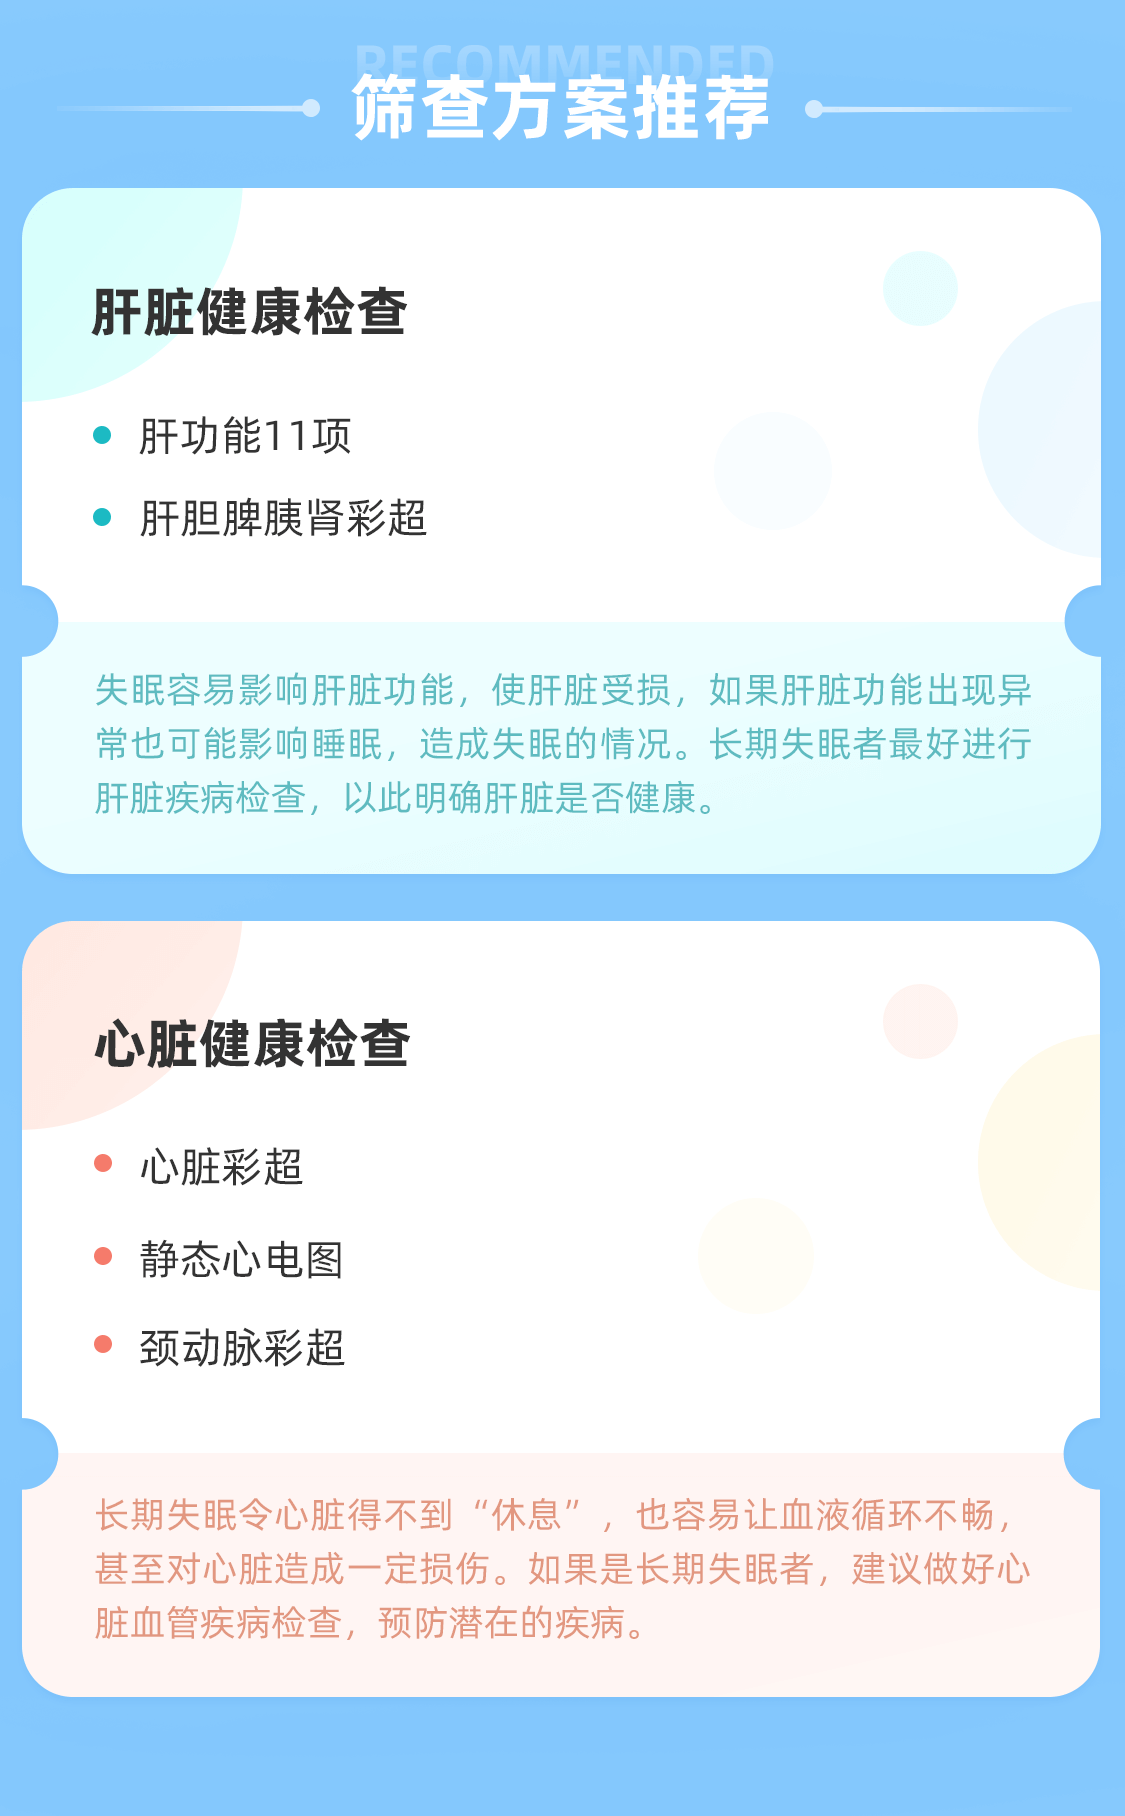 RECOMMENDED
筛查方案推荐
肝脏健康检查
肝功能11项
肝胆脾胰肾彩超
失眠容易影响肝脏功能，使肝脏受损，如果肝脏功能出现异
常也可能影响睡眠，造成失眠的情况。长期失眠者最好进行
肝脏疾病检查，以此明确肝脏是否健康。
心脏健康检查
心脏彩超
静态心电图
颈动脉彩超
长期失眠令心脏得不到“休息”，也容易让血液循环不畅，
甚至对心脏造成一定损伤。如果是长期失眠者，建议做好心
脏血管疾病检查，预防潜在的疾病。